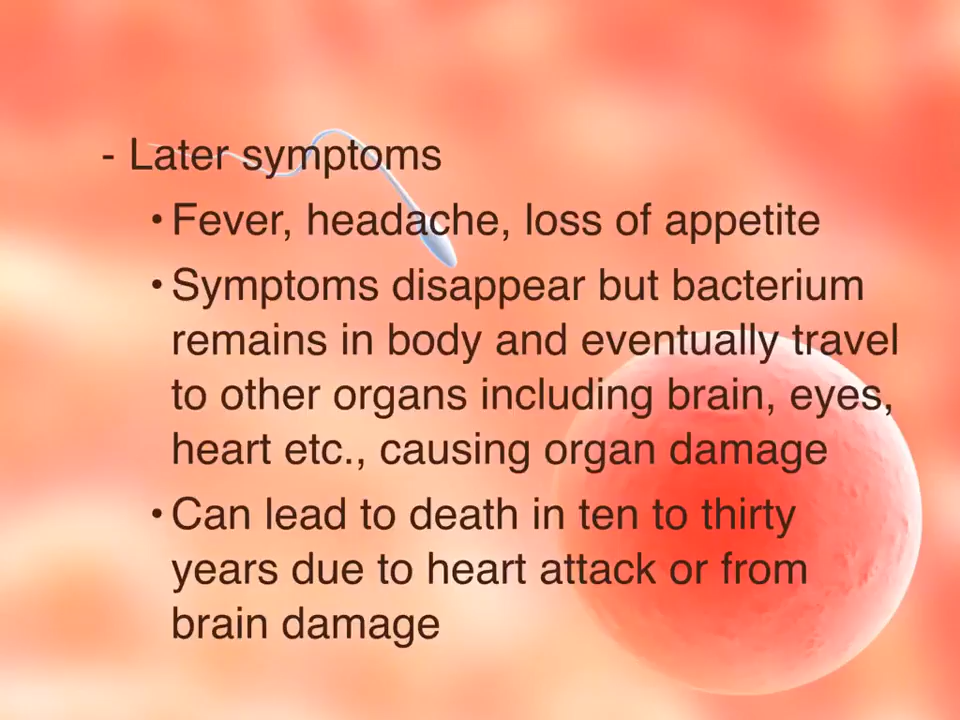 - Later symptoms
• Fever, headache, loss of appetite
• Symptoms disappear but bacterium
remains in body and eventually travel
to other organs including brain, eyes,
heart etc., causing organ damage
• Can lead to death in ten to thirty
years due to heart attack or from
brain damage